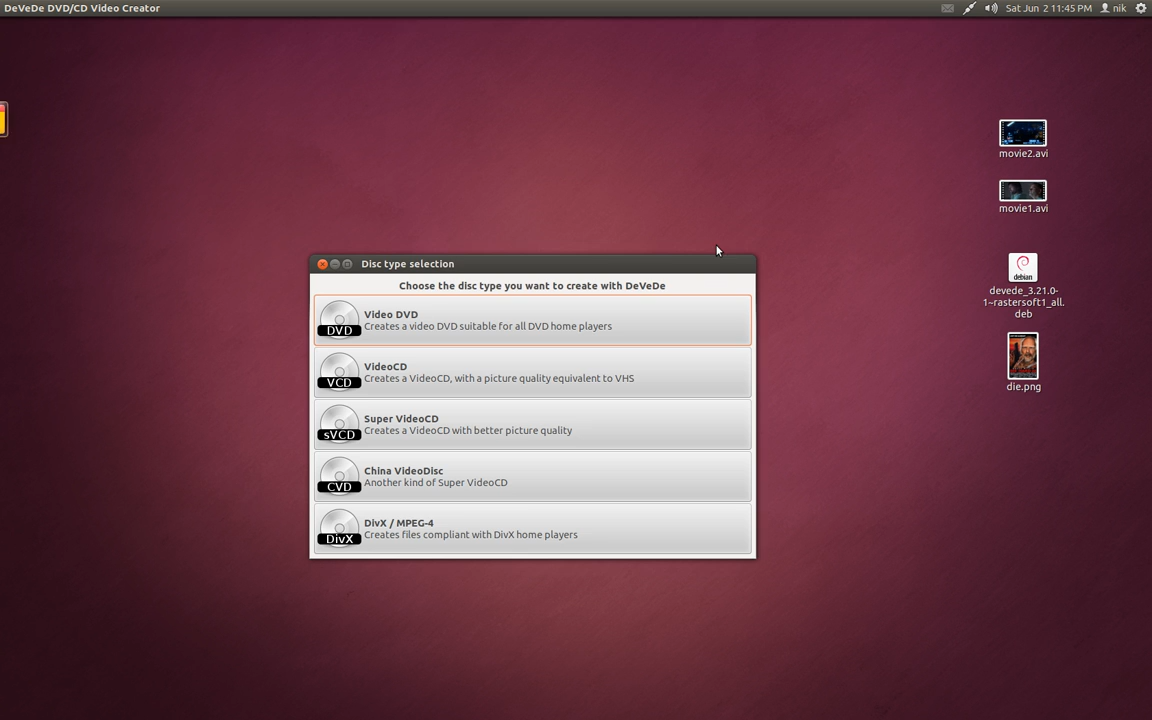 DeVeDe DVD/CD Video Creator
Sat Jun 2 11:45 PM nik
movie2.avi
movie1.avi
debian
devede_3.21.0-
1~rastersoft1_all.
deb
die.png
Disc type selection
Choose the disc type you want to create with DeVeDe
DVD
Video DVD
Creates a video DVD suitable for all DVD home players
VCD
VideoCD
Creates a VideoCD, with a picture quality equivalent to VHS
sVCD
Super VideoCD
Creates a VideoCD with better picture quality
CVD
China VideoDisc
Another kind of Super VideoCD
DivX
DivX / MPEG-4
Creates files compliant with DivX home players